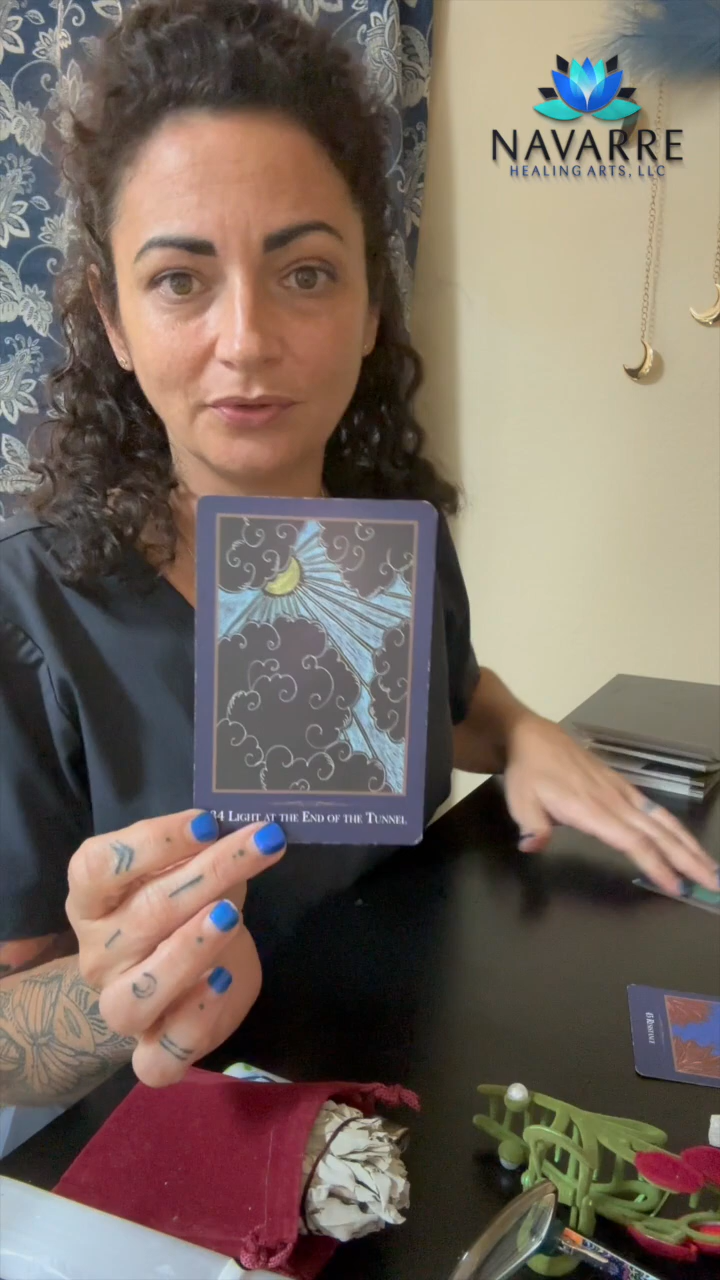 NAVARRE
HEALING ARTS, LLC
34 LIGHT AT THE END OF THE TUNNEL